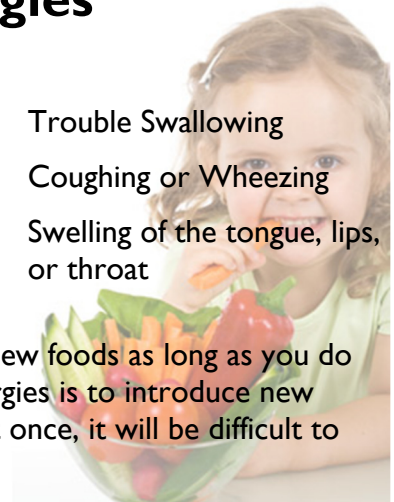 gies
Trouble Swallowing
Coughing or Wheezing
Swelling of the tongue, lips,
or throat
ew foods as long as you do
rgies is to introduce new
once, it will be difficult to